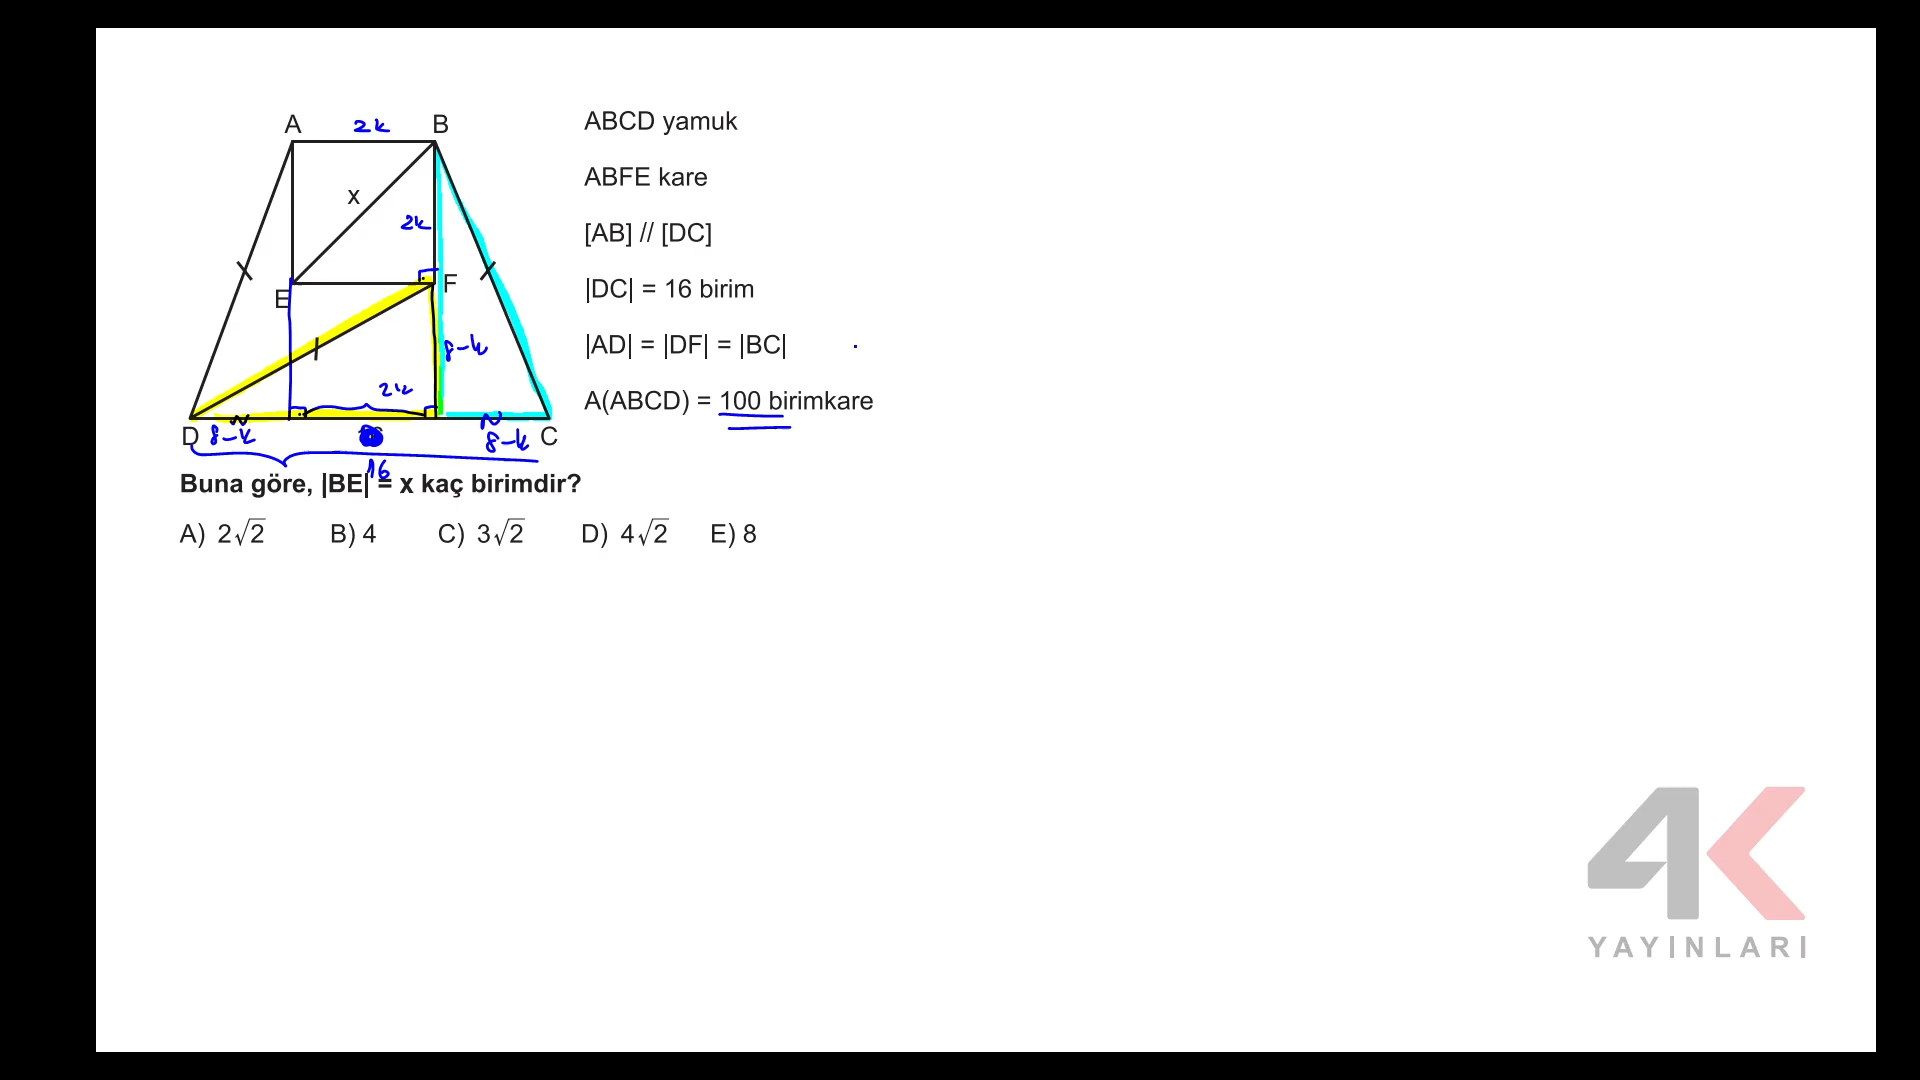 A 2k B
x
2k
E F
8-k
2k
D 8-k 8-k C
16
ABCD yamuk
ABFE kare
[AB] // [DC]
|DC| = 16 birim
|AD| = |DF| = |BC|
A(ABCD) = 100 birimkare
Buna göre, |BE| = x kaç birimdir?
A) 2√2 B) 4 C) 3√2 D) 4√2 E) 8
4K
YAYINLARI